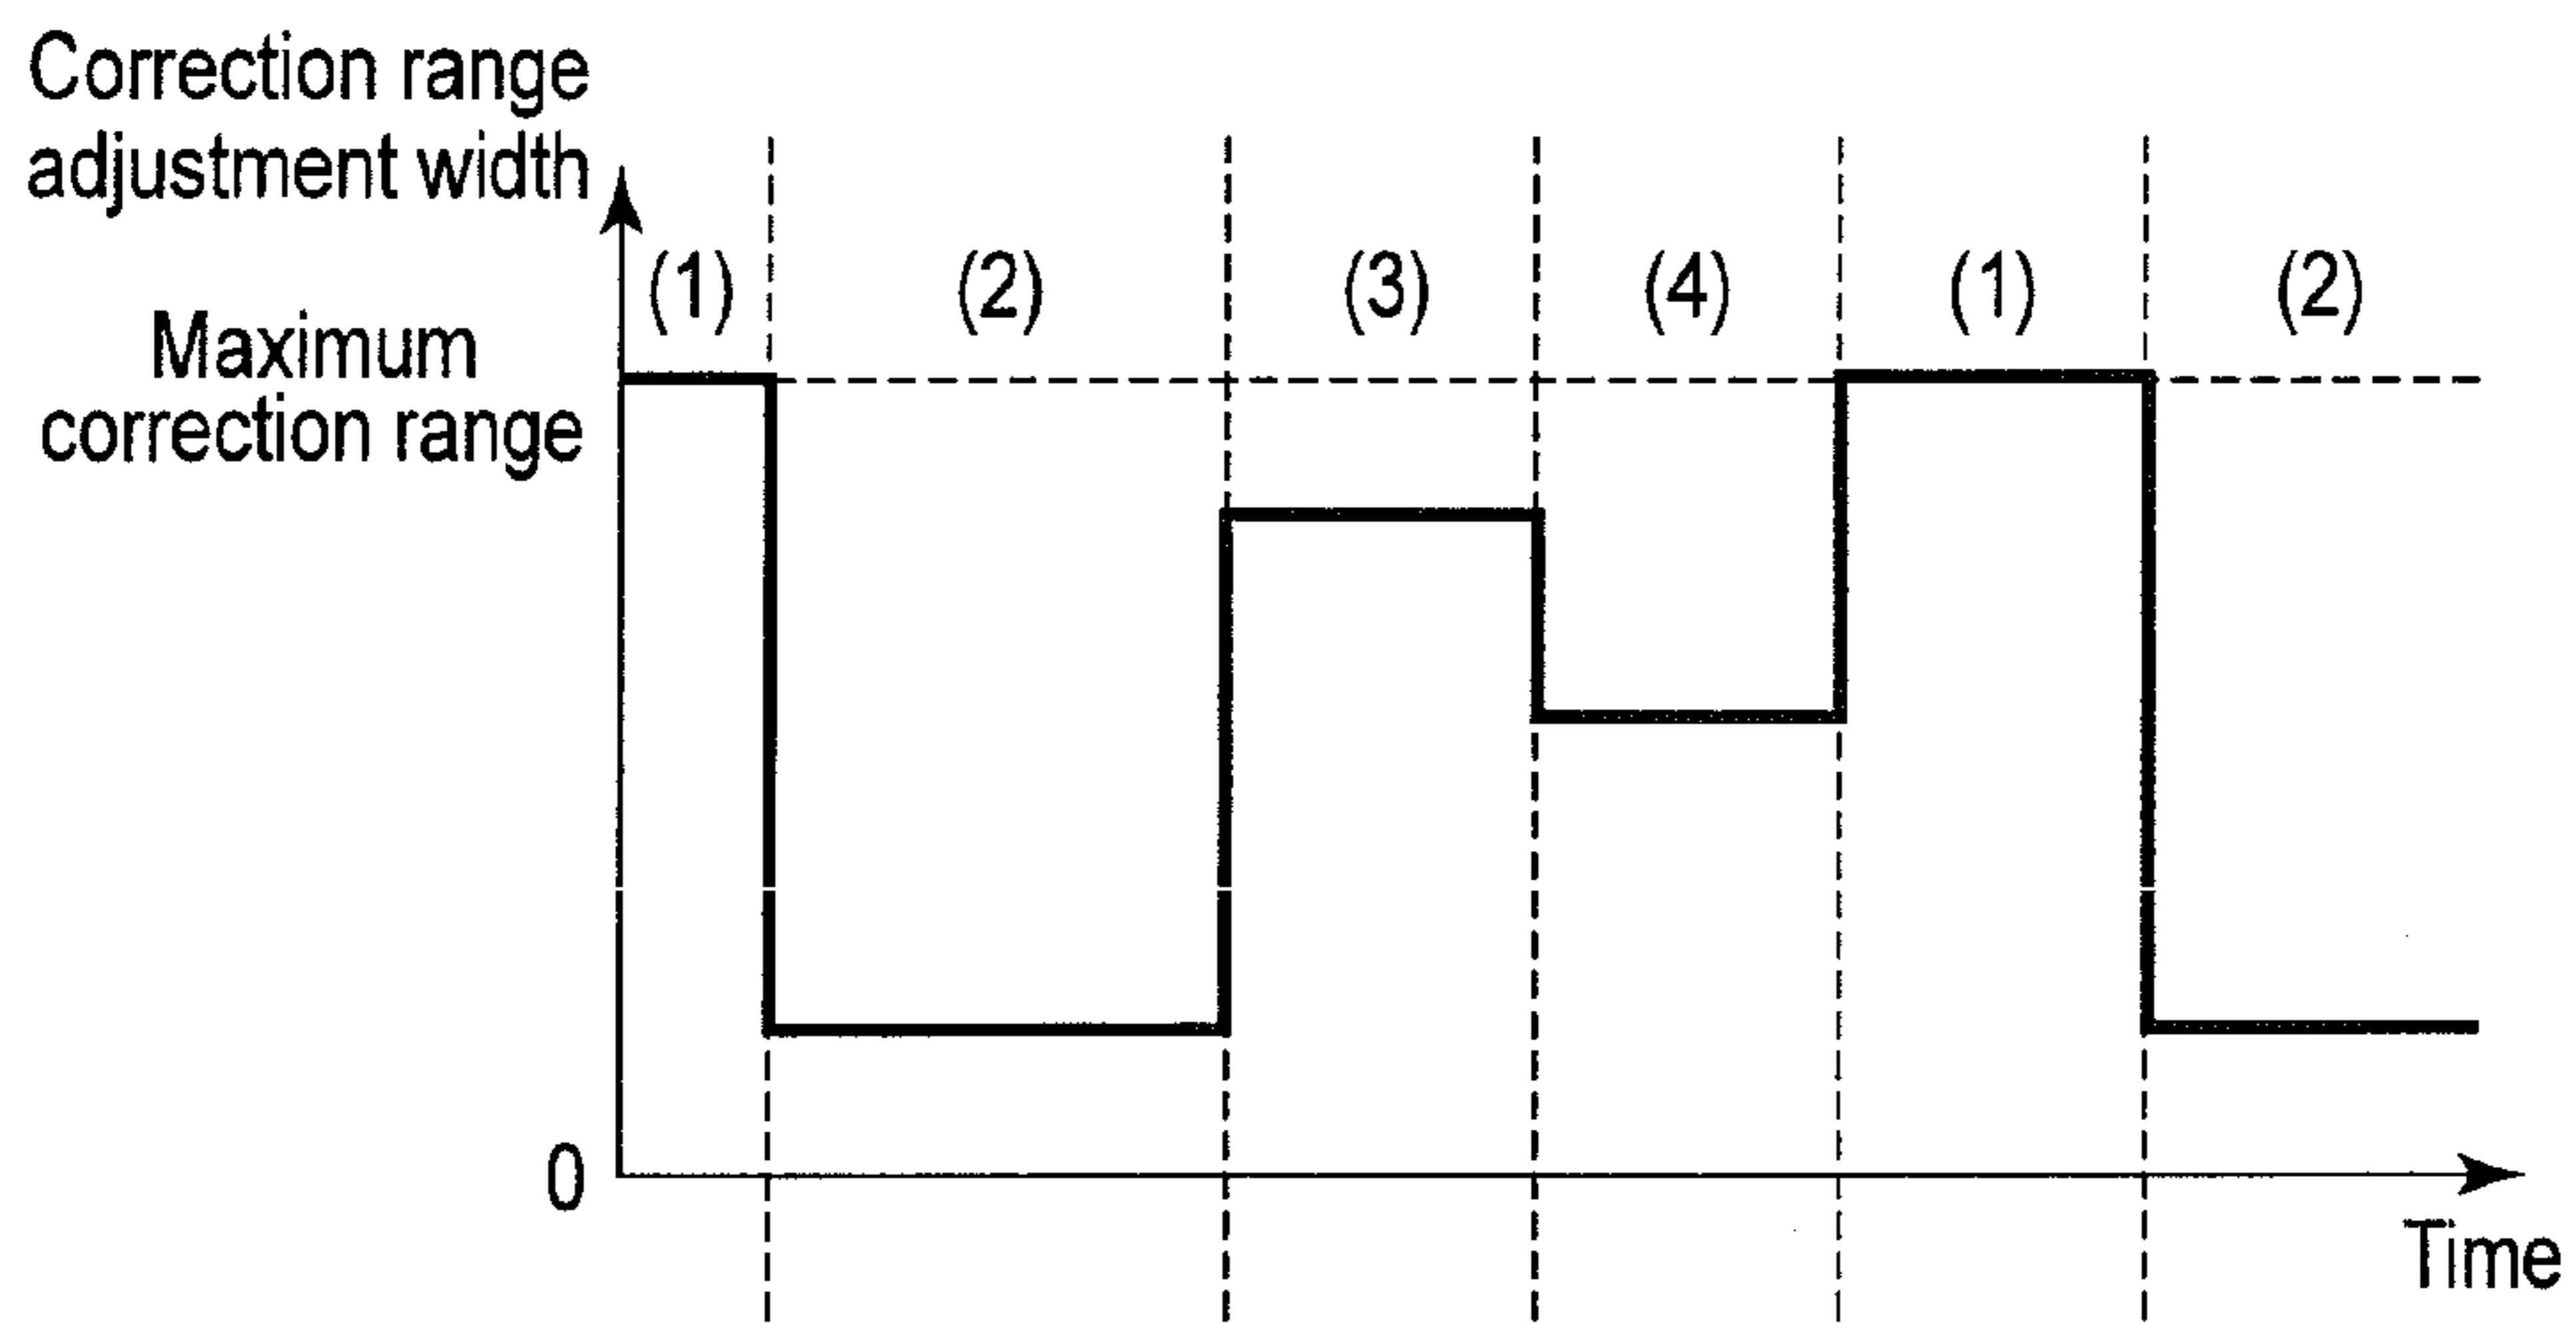 Correction range
adjustment width
(1) (2) (3) (4) (1) (2)
Maximum
correction range
0
Time